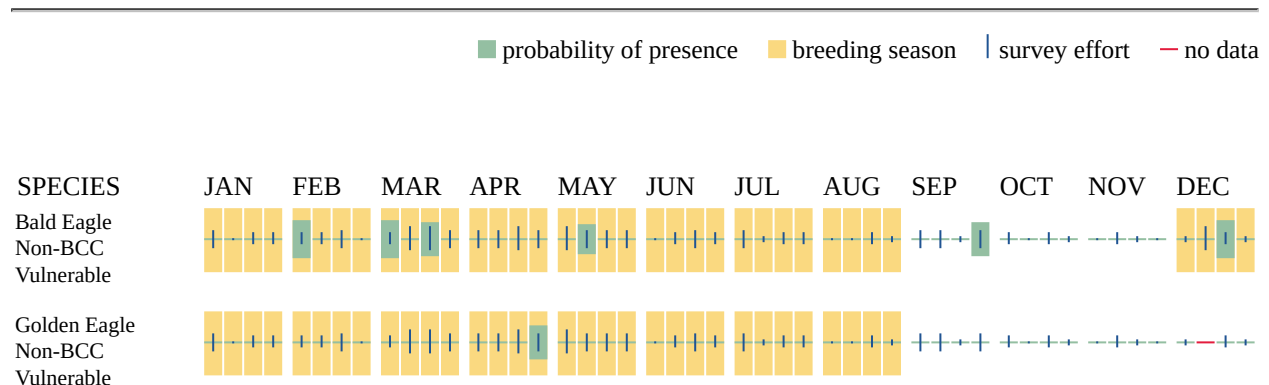 probability of presence breeding season survey effort no data
SPECIES JAN FEB MAR APR MAY JUN JUL AUG SEP OCT NOV DEC
Bald Eagle
Non-BCC
Vulnerable
Golden Eagle
Non-BCC
Vulnerable